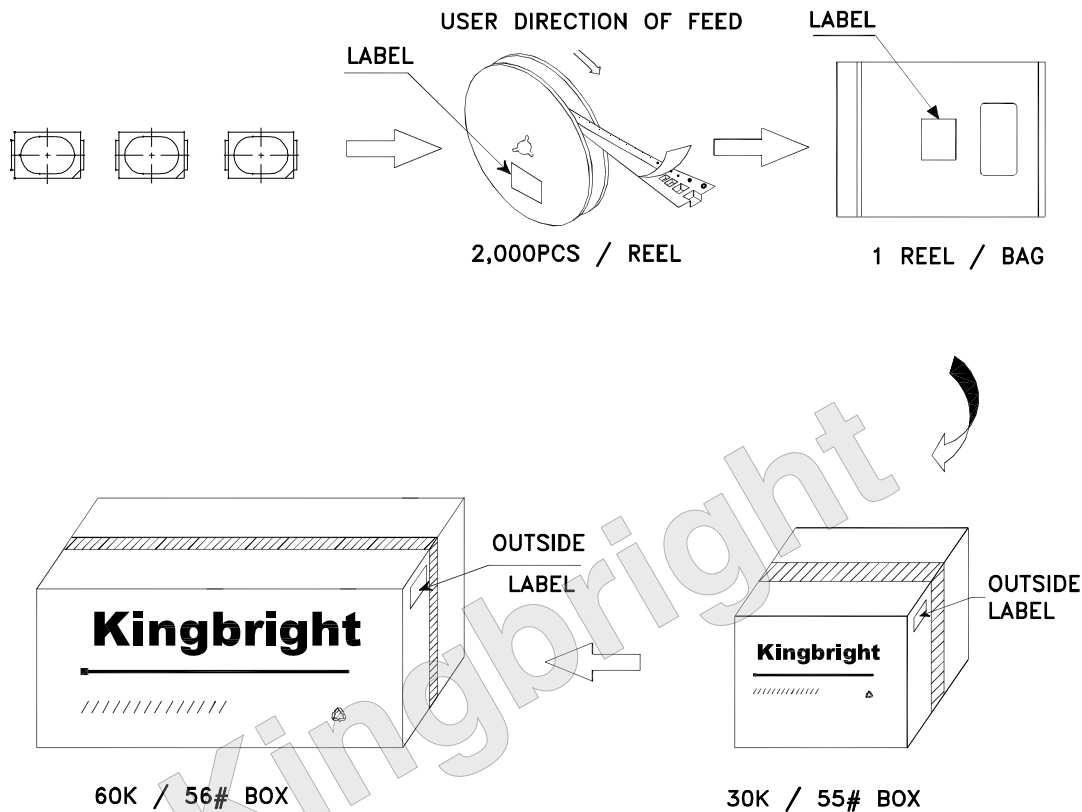 USER DIRECTION OF FEED
LABEL
LABEL
2,000PCS / REEL
1 REEL / BAG
OUTSIDE
LABEL
Kingbright
60K / 56# BOX
OUTSIDE
LABEL
Kingbright
30K / 55# BOX
Kingbright